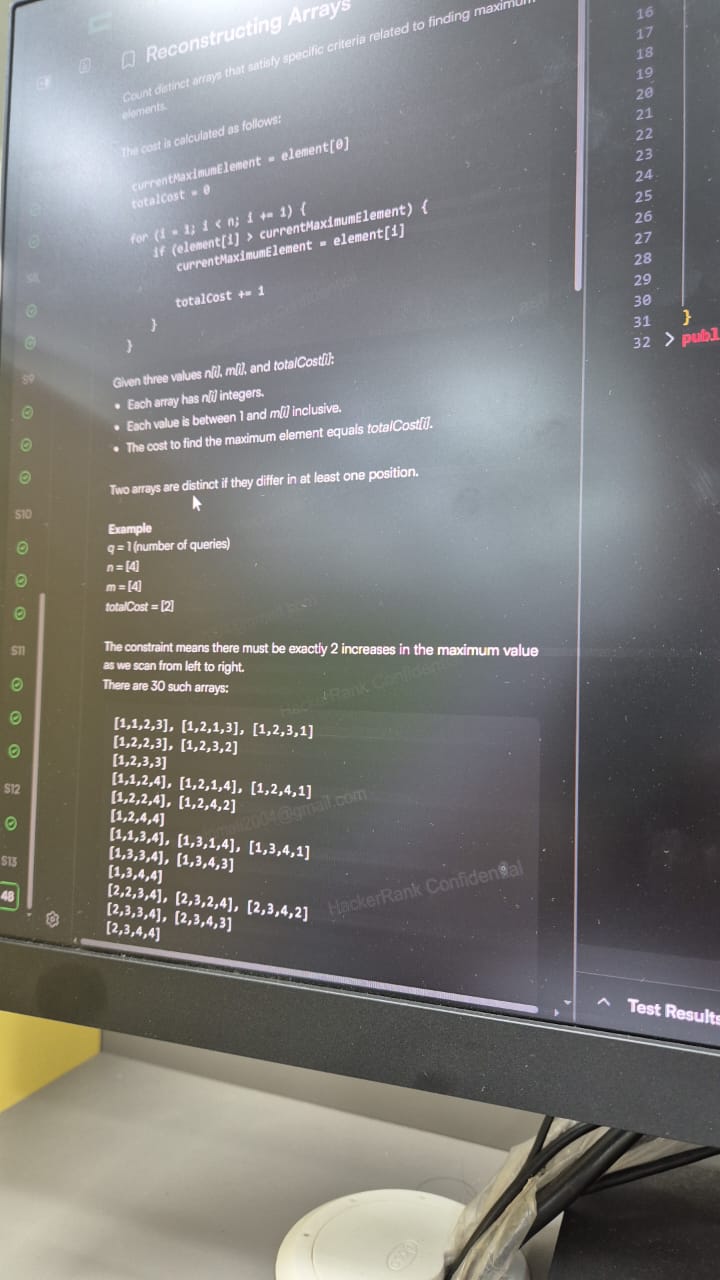 Reconstructing Arrays
Count distinct arrays that satisfy specific criteria related to finding maximum
elements.
The cost is calculated as follows:
currentMaximumElement = element[0]
totalCost = 0
for (i = 1; i < n; i += 1) {
if (element[i] > currentMaximumElement) {
currentMaximumElement = element[i]
totalCost += 1
}
}
Given three values n[i], m[i], and totalCost[i]:
• Each array has n[i] integers.
• Each value is between 1 and m[i] inclusive.
• The cost to find the maximum element equals totalCost[i].
Two arrays are distinct if they differ in at least one position.
Example
q = 1 (number of queries)
n = [4]
m = [4]
totalCost = [2]
The constraint means there must be exactly 2 increases in the maximum value
as we scan from left to right.
There are 30 such arrays:
[1,1,2,3], [1,2,1,3], [1,2,3,1]
[1,2,2,3], [1,2,3,2]
[1,2,3,3]
[1,1,2,4], [1,2,1,4], [1,2,4,1]
[1,2,2,4], [1,2,4,2]
[1,2,4,4]
[1,1,3,4], [1,3,1,4], [1,3,4,1]
[1,3,3,4], [1,3,4,3]
[1,3,4,4]
[2,2,3,4], [2,3,2,4], [2,3,4,2]
[2,3,3,4], [2,3,4,3]
[2,3,4,4]
HackerRank Confidential
S9
S10
S11
S12
S13
48
16
17
18
19
20
21
22
23
24
25
26
27
28
29
30
31 }
32 > publ
Test Results